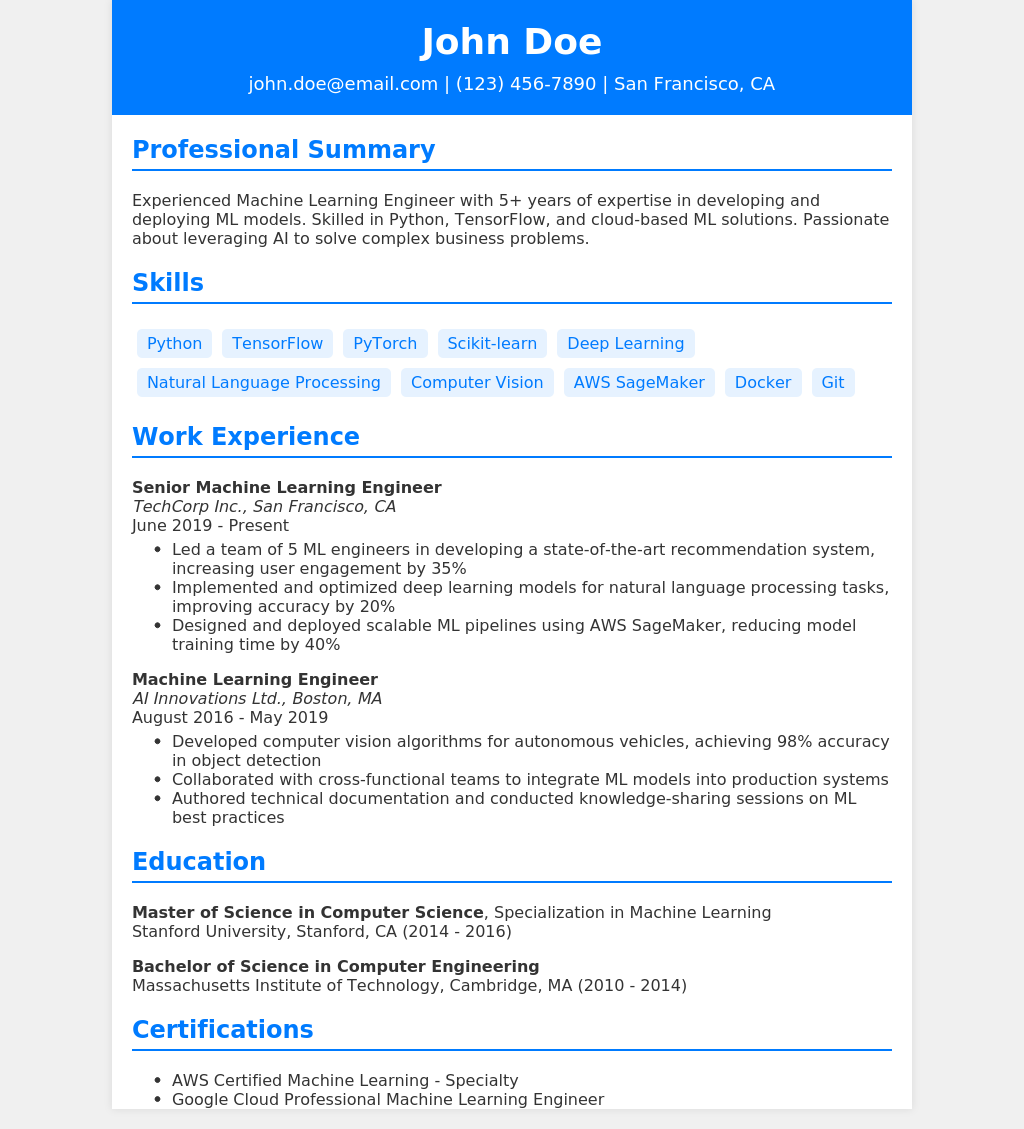 John Doe
john.doe@email.com | (123) 456-7890 | San Francisco, CA
Professional Summary
Experienced Machine Learning Engineer with 5+ years of expertise in developing and
deploying ML models. Skilled in Python, TensorFlow, and cloud-based ML solutions. Passionate
about leveraging AI to solve complex business problems.
Skills
Python TensorFlow PyTorch Scikit-learn Deep Learning
Natural Language Processing Computer Vision AWS SageMaker Docker Git
Work Experience
Senior Machine Learning Engineer
TechCorp Inc., San Francisco, CA
June 2019 - Present
• Led a team of 5 ML engineers in developing a state-of-the-art recommendation system,
increasing user engagement by 35%
• Implemented and optimized deep learning models for natural language processing tasks,
improving accuracy by 20%
• Designed and deployed scalable ML pipelines using AWS SageMaker, reducing model
training time by 40%
Machine Learning Engineer
AI Innovations Ltd., Boston, MA
August 2016 - May 2019
• Developed computer vision algorithms for autonomous vehicles, achieving 98% accuracy
in object detection
• Collaborated with cross-functional teams to integrate ML models into production systems
• Authored technical documentation and conducted knowledge-sharing sessions on ML
best practices
Education
Master of Science in Computer Science, Specialization in Machine Learning
Stanford University, Stanford, CA (2014 - 2016)
Bachelor of Science in Computer Engineering
Massachusetts Institute of Technology, Cambridge, MA (2010 - 2014)
Certifications
• AWS Certified Machine Learning - Specialty
• Google Cloud Professional Machine Learning Engineer